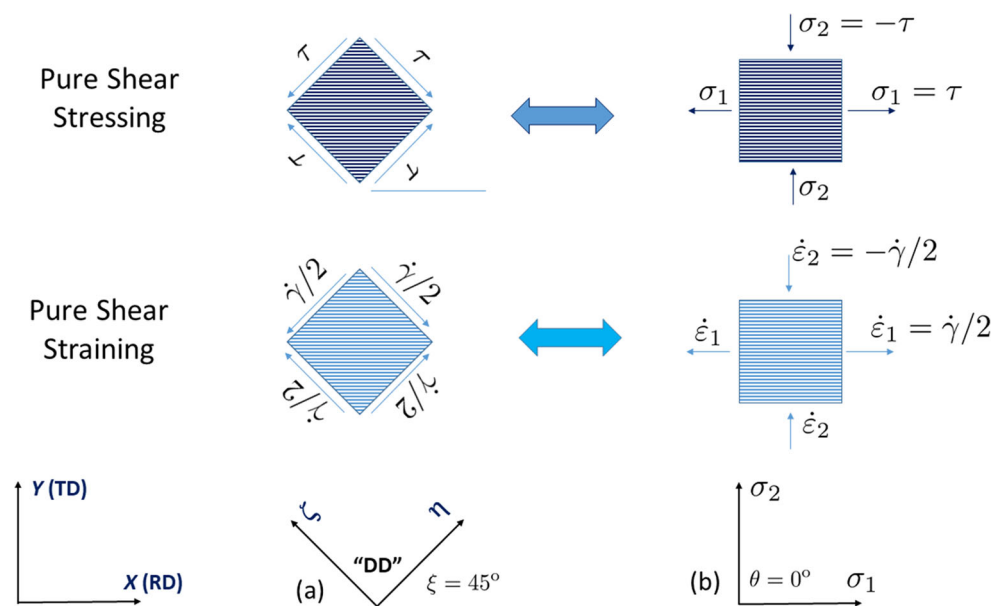 Pure Shear
Stressing
τ
τ
τ
τ
σ₂ = −τ
σ₁
σ₁ = τ
σ₂
Pure Shear
Straining
γ̇/2
γ̇/2
γ̇/2
γ̇/2
ε̇₂ = −γ̇/2
ε̇₁
ε̇₁ = γ̇/2
ε̇₂
Y (TD)
X (RD)
ζ
η
"DD"
(a)
ξ = 45°
(b)
σ₂
θ = 0°
σ₁